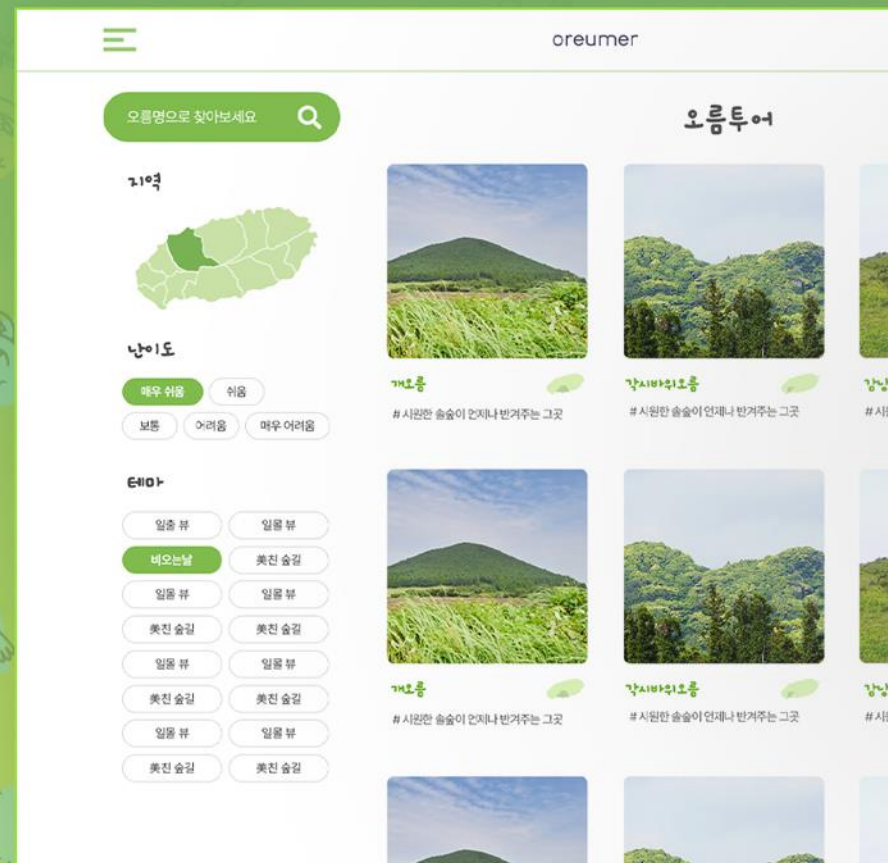 oreumer
오름명으로 찾아보세요
오름투어
지역
난이도
매우 쉬움 쉬움
보통 어려움 매우 어려움
테마
일출 뷰 일몰 뷰
비오는날 美친 숲길
일몰 뷰 일몰 뷰
美친 숲길 美친 숲길
일몰 뷰 일몰 뷰
美친 숲길 美친 숲길
일몰 뷰 일몰 뷰
美친 숲길 美친 숲길
개오름 각시바위오름
# 시원한 솔숲이 언제나 반겨주는 그곳 # 시원한 솔숲이 언제나 반겨주는 그곳 # 시
개오름 각시바위오름
# 시원한 솔숲이 언제나 반겨주는 그곳 # 시원한 솔숲이 언제나 반겨주는 그곳 # 시